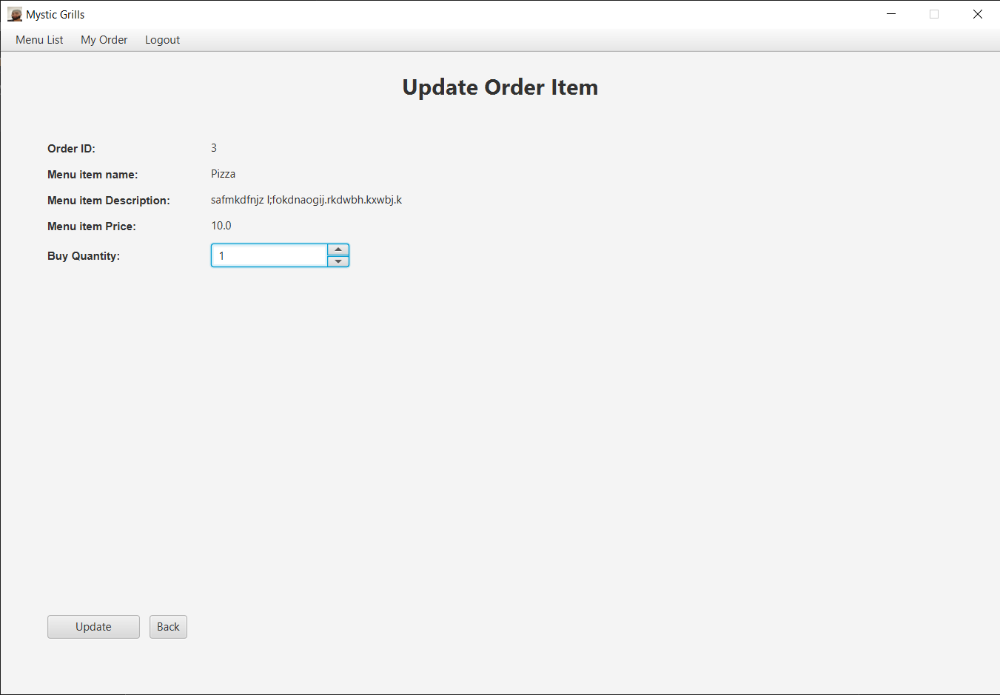 Mystic Grills
Menu List My Order Logout
Update Order Item
Order ID: 3
Menu item name: Pizza
Menu item Description: safmkdfnjz l;fokdnaogij.rkdwbh.kxwbj.k
Menu item Price: 10.0
Buy Quantity: 1
Update Back